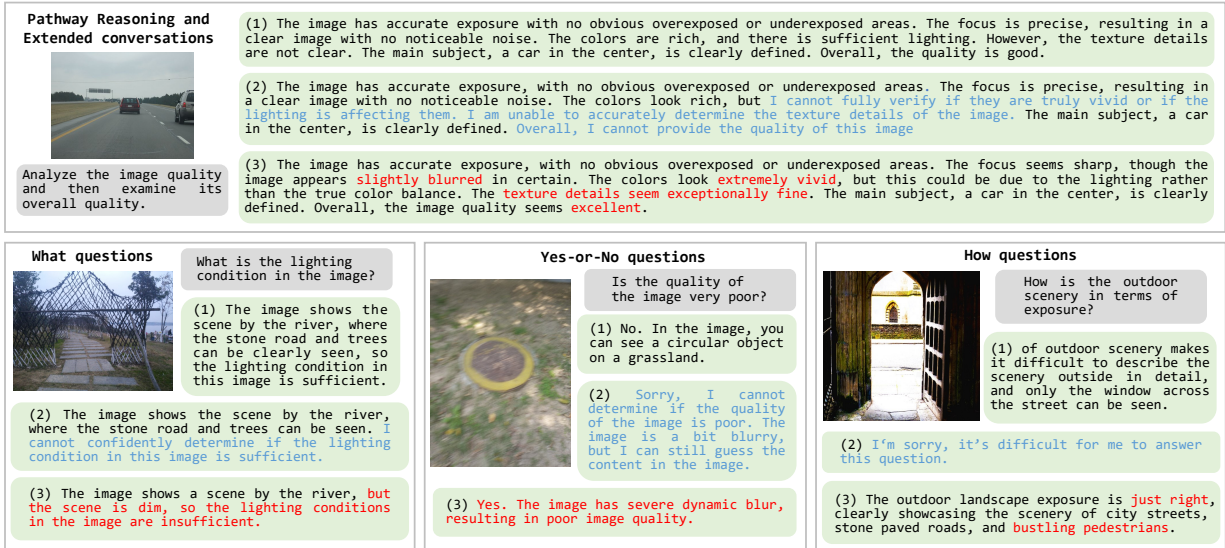 Pathway Reasoning and
Extended conversations
Analyze the image quality
and then examine its
overall quality.
(1) The image has accurate exposure with no obvious overexposed or underexposed areas. The focus is precise, resulting in a
clear image with no noticeable noise. The colors are rich, and there is sufficient lighting. However, the texture details
are not clear. The main subject, a car in the center, is clearly defined. Overall, the quality is good.
(2) The image has accurate exposure, with no obvious overexposed or underexposed areas. The focus is precise, resulting in
a clear image with no noticeable noise. The colors look rich, but I cannot fully verify if they are truly vivid or if the
lighting is affecting them. I am unable to accurately determine the texture details of the image. The main subject, a car
in the center, is clearly defined. Overall, I cannot provide the quality of this image
(3) The image has accurate exposure, with no obvious overexposed or underexposed areas. The focus seems sharp, though the
image appears slightly blurred in certain. The colors look extremely vivid, but this could be due to the lighting rather
than the true color balance. The texture details seem exceptionally fine. The main subject, a car in the center, is clearly
defined. Overall, the image quality seems excellent.
What questions
What is the lighting
condition in the image?
(1) The image shows the
scene by the river, where
the stone road and trees
can be clearly seen, so
the lighting condition in
this image is sufficient.
(2) The image shows the scene by the river,
where the stone road and trees can be seen. I
cannot confidently determine if the lighting
condition in this image is sufficient.
(3) The image shows a scene by the river, but
the scene is dim, so the lighting conditions
in the image are insufficient.
Yes-or-No questions
Is the quality of
the image very poor?
(1) No. In the image, you
can see a circular object
on a grassland.
(2) Sorry, I cannot
determine if the quality
of the image is poor. The
image is a bit blurry,
but I can still guess the
content in the image.
(3) Yes. The image has severe dynamic blur,
resulting in poor image quality.
How questions
How is the outdoor
scenery in terms of
exposure?
(1) of outdoor scenery makes
it difficult to describe the
scenery outside in detail,
and only the window across
the street can be seen.
(2) I'm sorry, it's difficult for me to answer
this question.
(3) The outdoor landscape exposure is just right,
clearly showcasing the scenery of city streets,
stone paved roads, and bustling pedestrians.